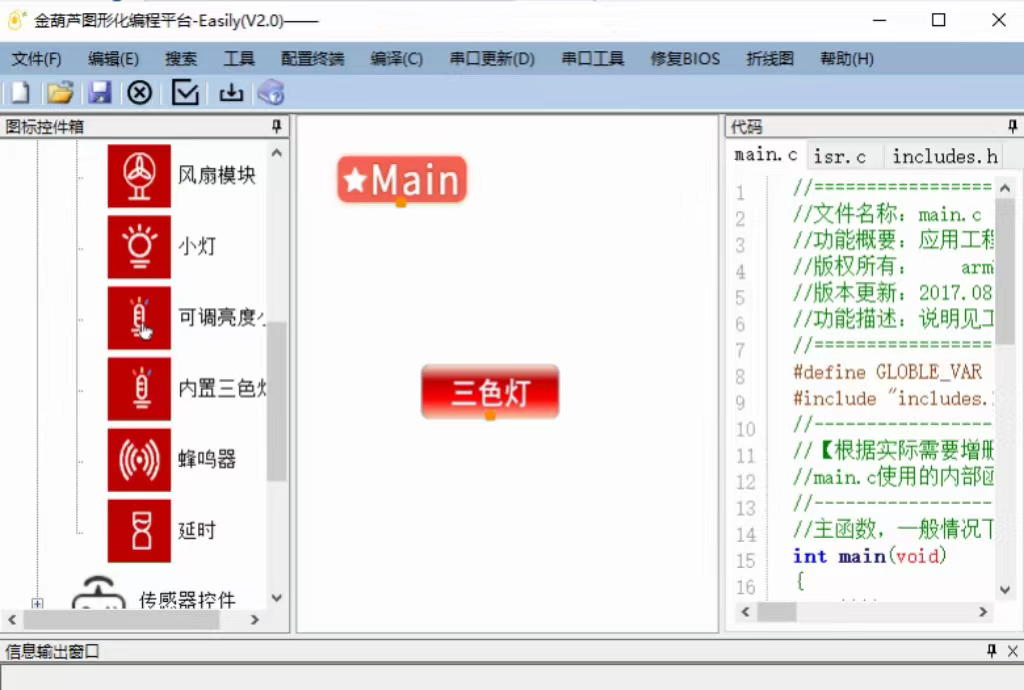 金葫芦图形化编程平台-Easily(V2.0)——
文件(F) 编辑(E) 搜索 工具 配置终端 编译(C) 串口更新(D) 串口工具 修复BIOS 折线图 帮助(H)
图标控件箱
风扇模块
小灯
可调亮度
内置三色
蜂鸣器
延时
传感器控件
Main
三色灯
代码
main.c isr.c includes.h
1 //=================
2 //文件名称：main.c
3 //功能概要：应用工程
4 //版权所有： arm
5 //版本更新：2017.08
6 //功能描述：说明见工
7 //=================
8 #define GLOBLE_VAR
9 #include "includes.
10 //-----------------
11 //【根据实际需要增删
12 //main.c使用的内部函
13 //-----------------
14 //主函数，一般情况下
15 int main(void)
16 {
信息输出窗口